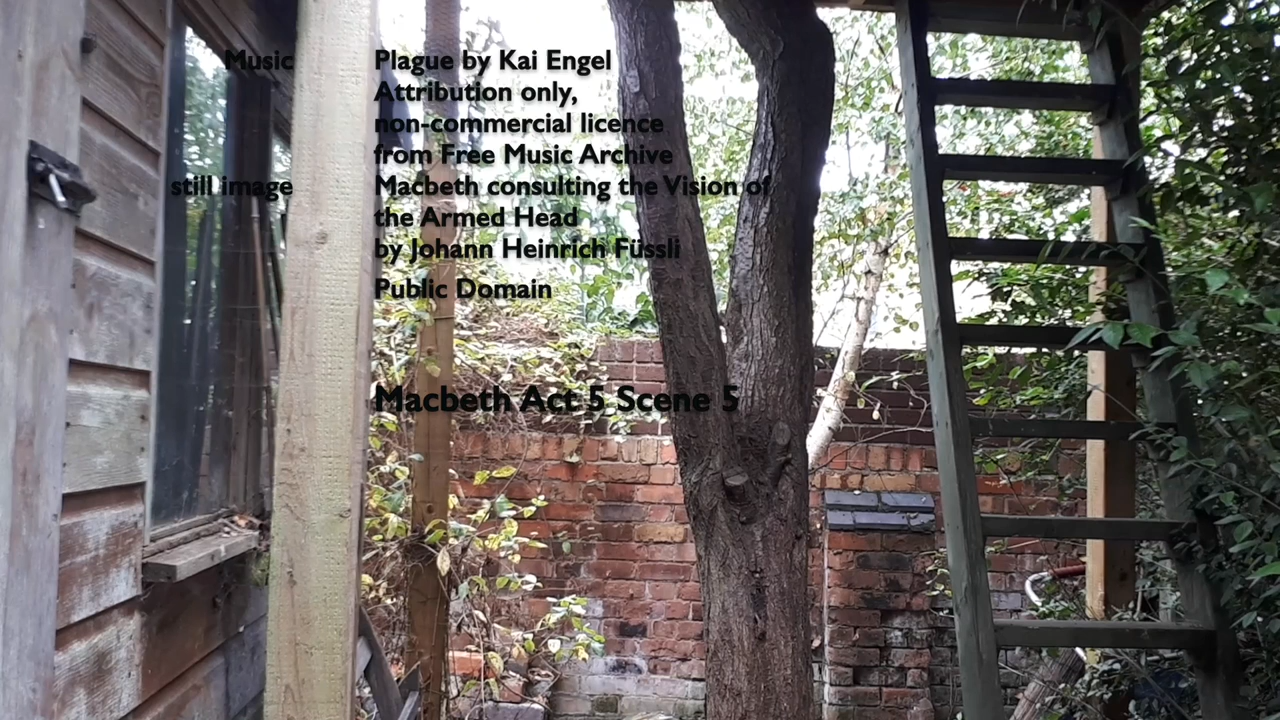 Music Plague by Kai Engel
Attribution only,
non-commercial licence
from Free Music Archive
still image Macbeth consulting the Vision of
the Armed Head
by Johann Heinrich Füssli
Public Domain
Macbeth Act 5 Scene 5